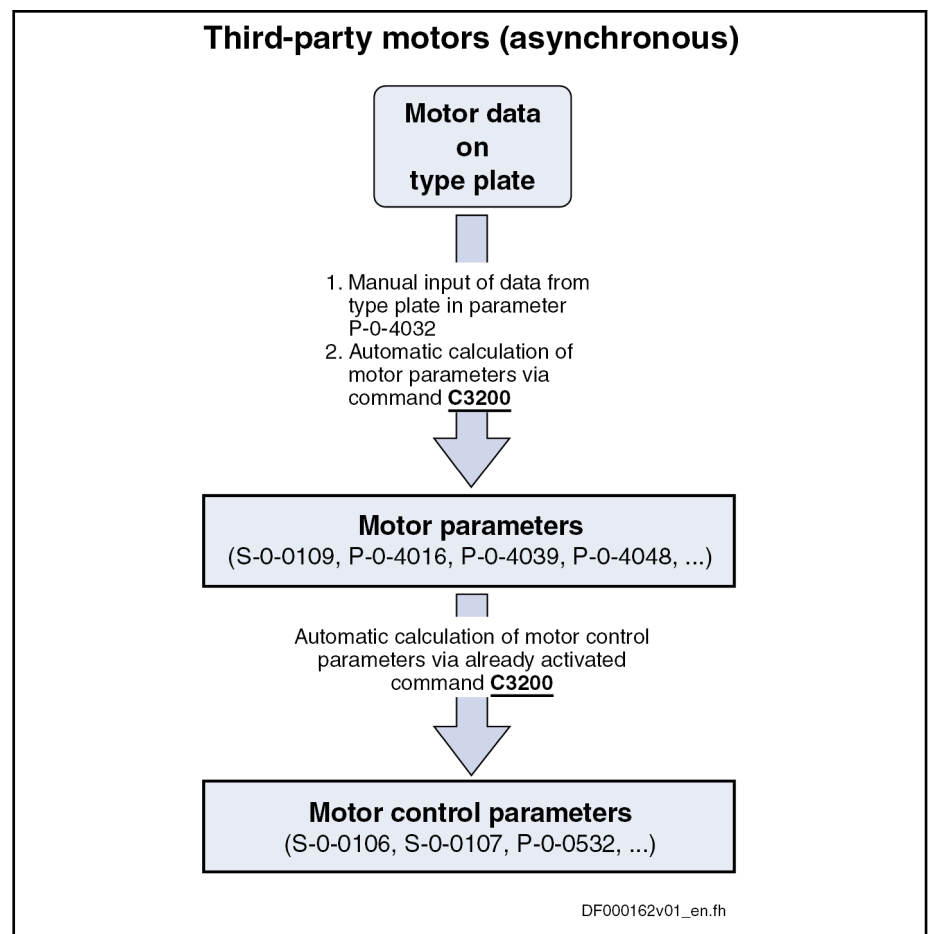 Third-party motors (asynchronous)
Motor data
on
type plate
1. Manual input of data from
type plate in parameter
P-0-4032
2. Automatic calculation of
motor parameters via
command C3200
Motor parameters
(S-0-0109, P-0-4016, P-0-4039, P-0-4048, ...)
Automatic calculation of motor control
parameters via already activated
command C3200
Motor control parameters
(S-0-0106, S-0-0107, P-0-0532, ...)
DF000162v01_en.fh